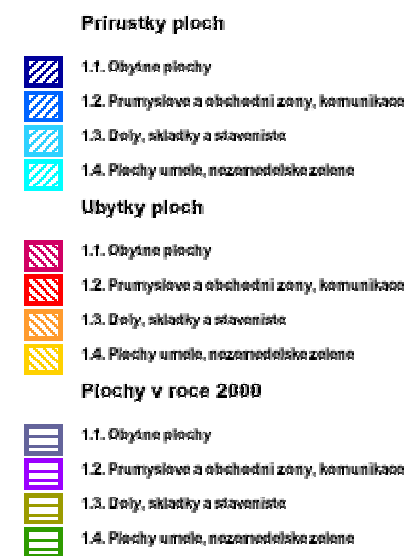 Prirustky ploch
1.1. Obytne plochy
1.2. Prumyslove a obchodni zony, komunikace
1.3. Doly, skladky a staveniste
1.4. Plochy umele, nezemedelske zelene
Ubytky ploch
1.1. Obytne plochy
1.2. Prumyslove a obchodni zony, komunikace
1.3. Doly, skladky a staveniste
1.4. Plochy umele, nezemedelske zelene
Plochy v roce 2000
1.1. Obytne plochy
1.2. Prumyslove a obchodni zony, komunikace
1.3. Doly, skladky a staveniste
1.4. Plochy umele, nezemedelske zelene